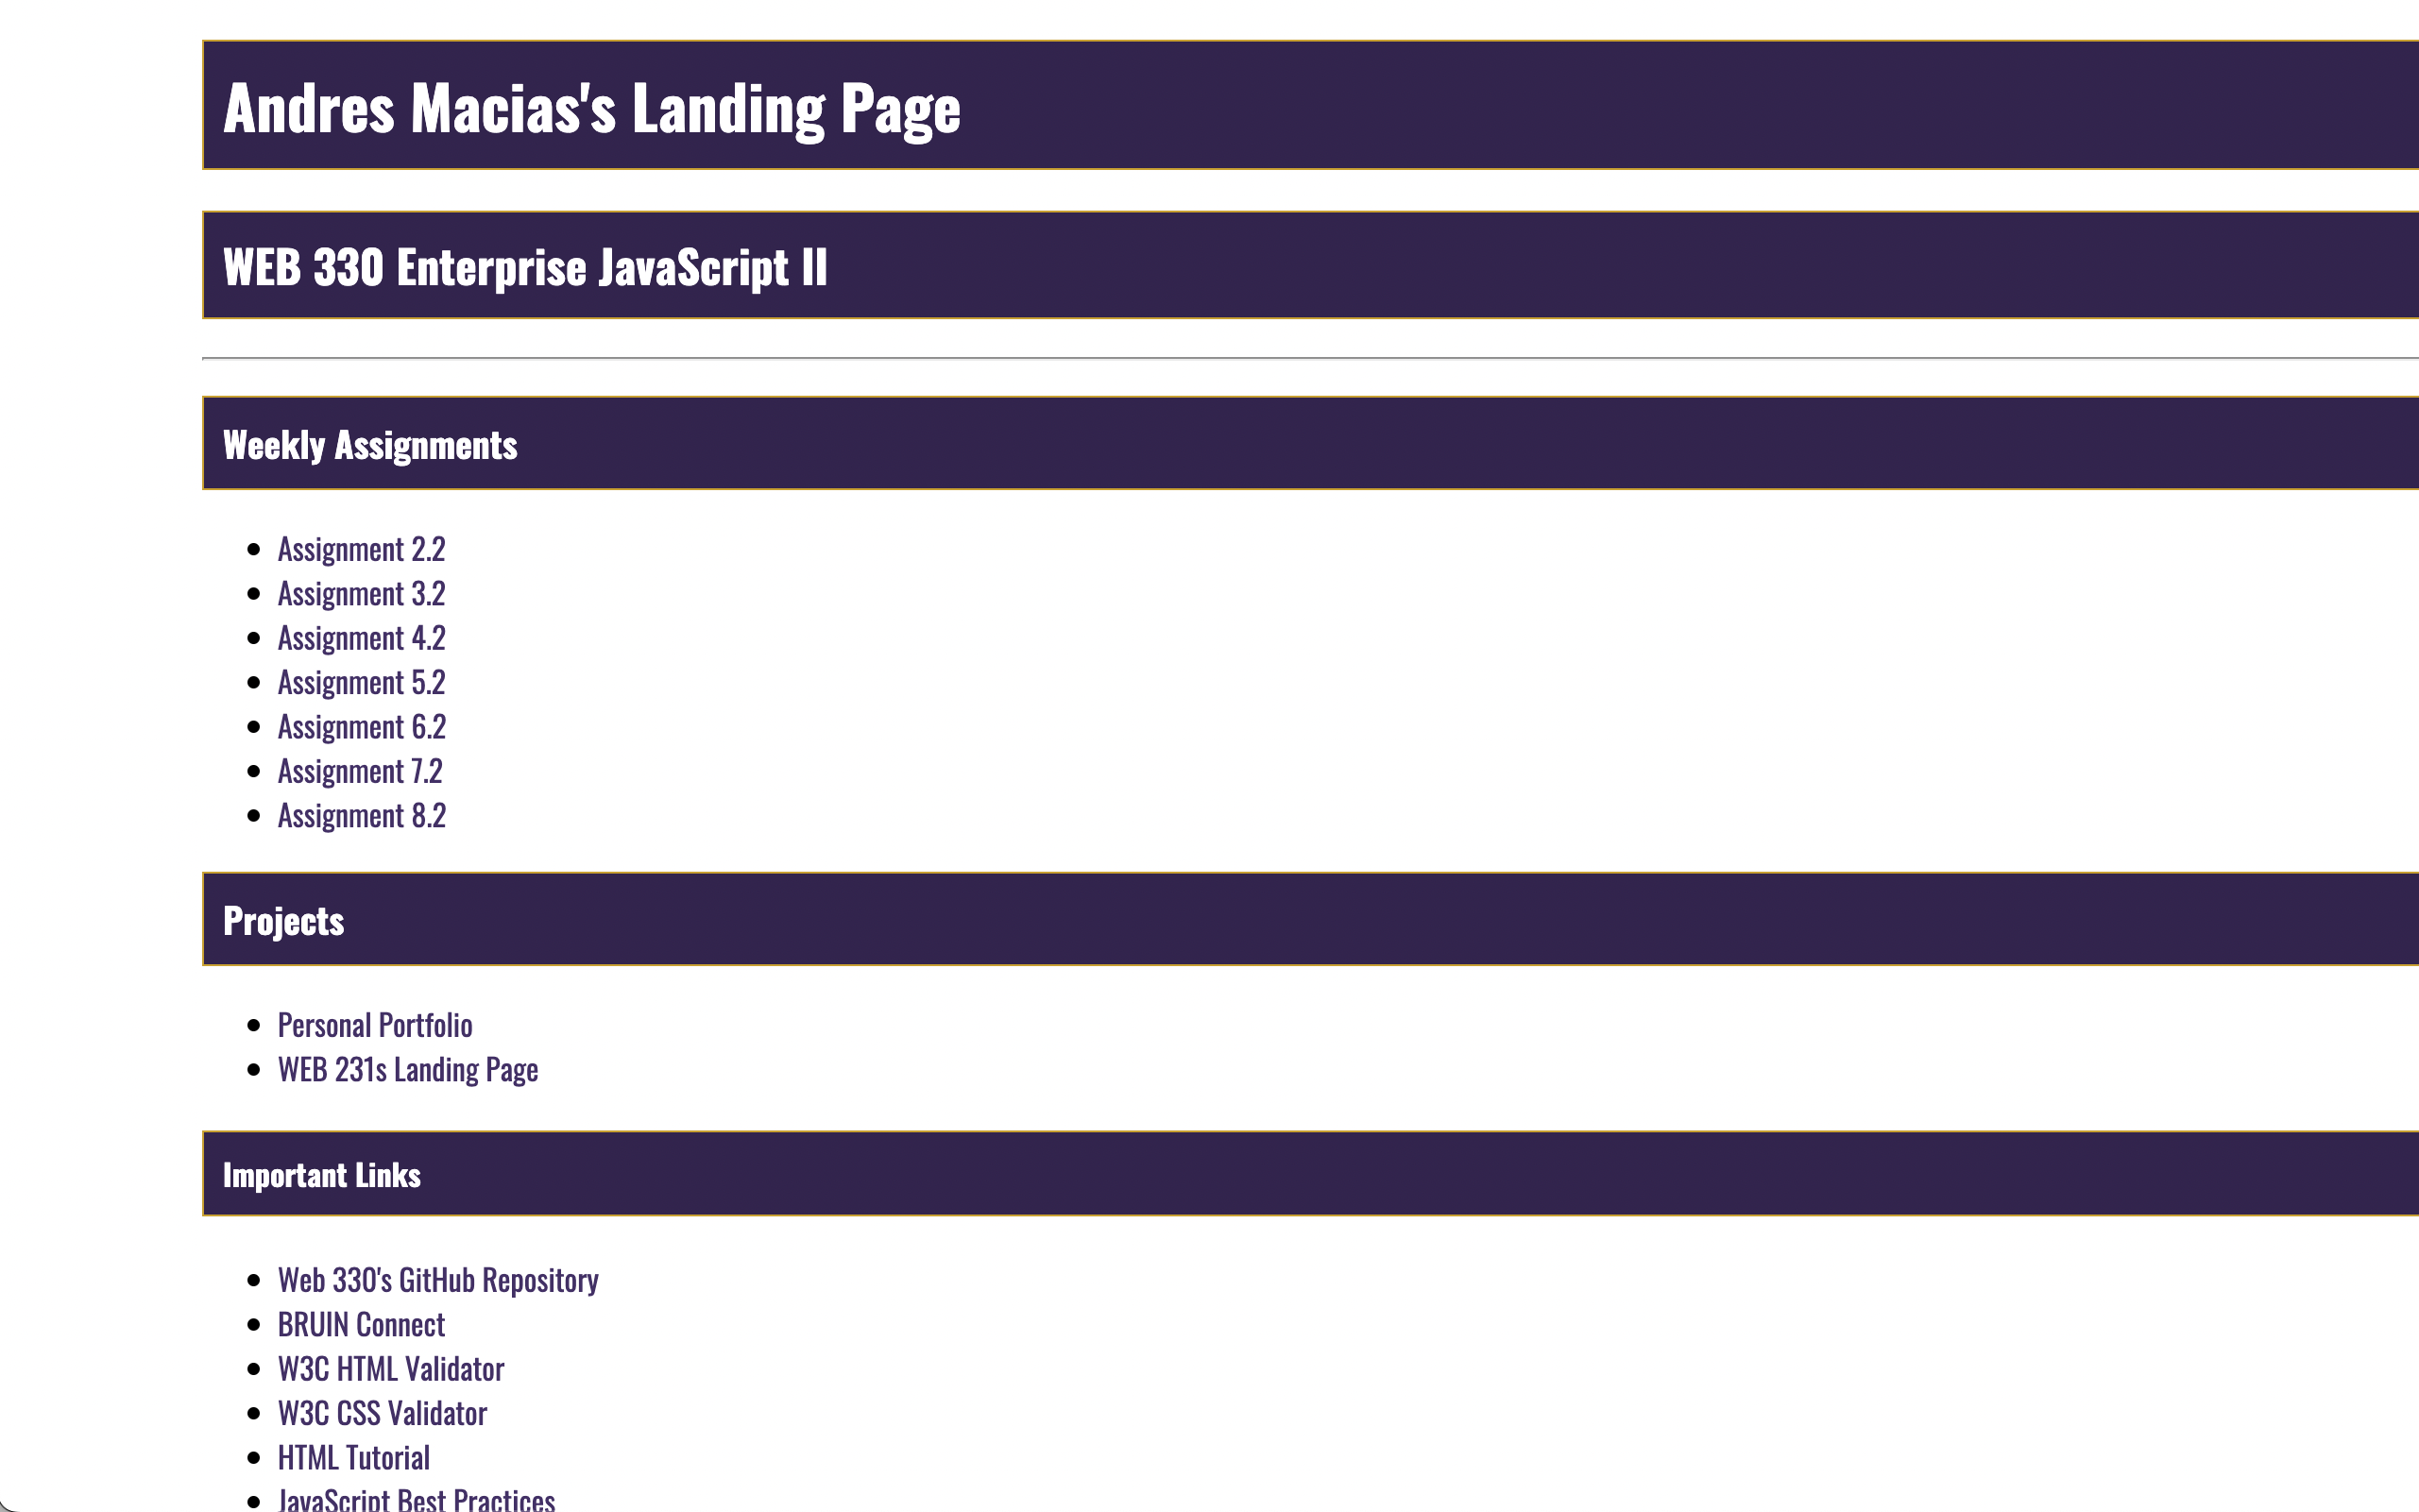 Andres Macias's Landing Page
WEB 330 Enterprise JavaScript II
Weekly Assignments
Assignment 2.2
Assignment 3.2
Assignment 4.2
Assignment 5.2
Assignment 6.2
Assignment 7.2
Assignment 8.2
Projects
Personal Portfolio
WEB 231s Landing Page
Important Links
Web 330's GitHub Repository
BRUIN Connect
W3C HTML Validator
W3C CSS Validator
HTML Tutorial
JavaScript Best Practices